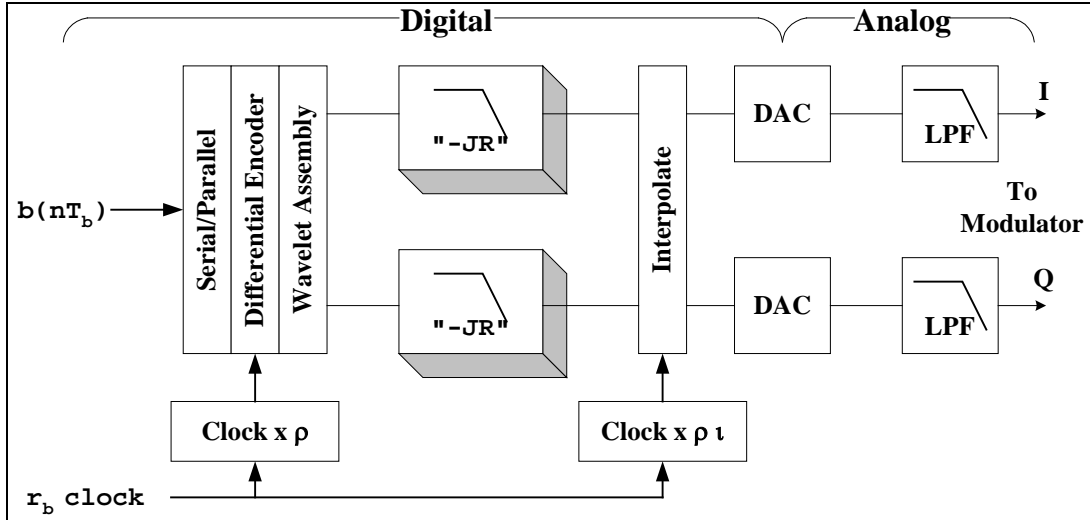 Digital
Analog
b(nTb)
Serial/Parallel
Differential Encoder
Wavelet Assembly
"-JR"
"-JR"
Interpolate
DAC
DAC
LPF
LPF
I
To
Modulator
Q
Clock x ρ
Clock x ρ ι
rb clock